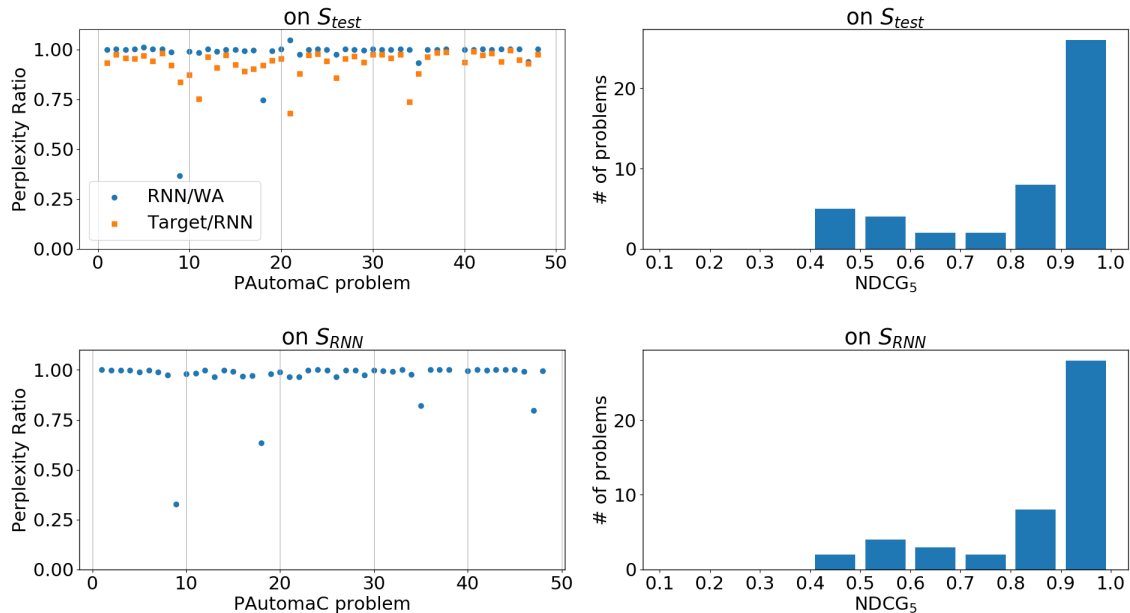 on S_test
1.00
0.75
0.50
0.25
0.00
Perplexity Ratio
RNN/WA
Target/RNN
0 10 20 30 40 50
PAutomaC problem
on S_test
20
10
0
# of problems
0.1 0.2 0.3 0.4 0.5 0.6 0.7 0.8 0.9 1.0
NDCG₅
on S_RNN
1.00
0.75
0.50
0.25
0.00
Perplexity Ratio
0 10 20 30 40 50
PAutomaC problem
on S_RNN
20
10
0
# of problems
0.1 0.2 0.3 0.4 0.5 0.6 0.7 0.8 0.9 1.0
NDCG₅